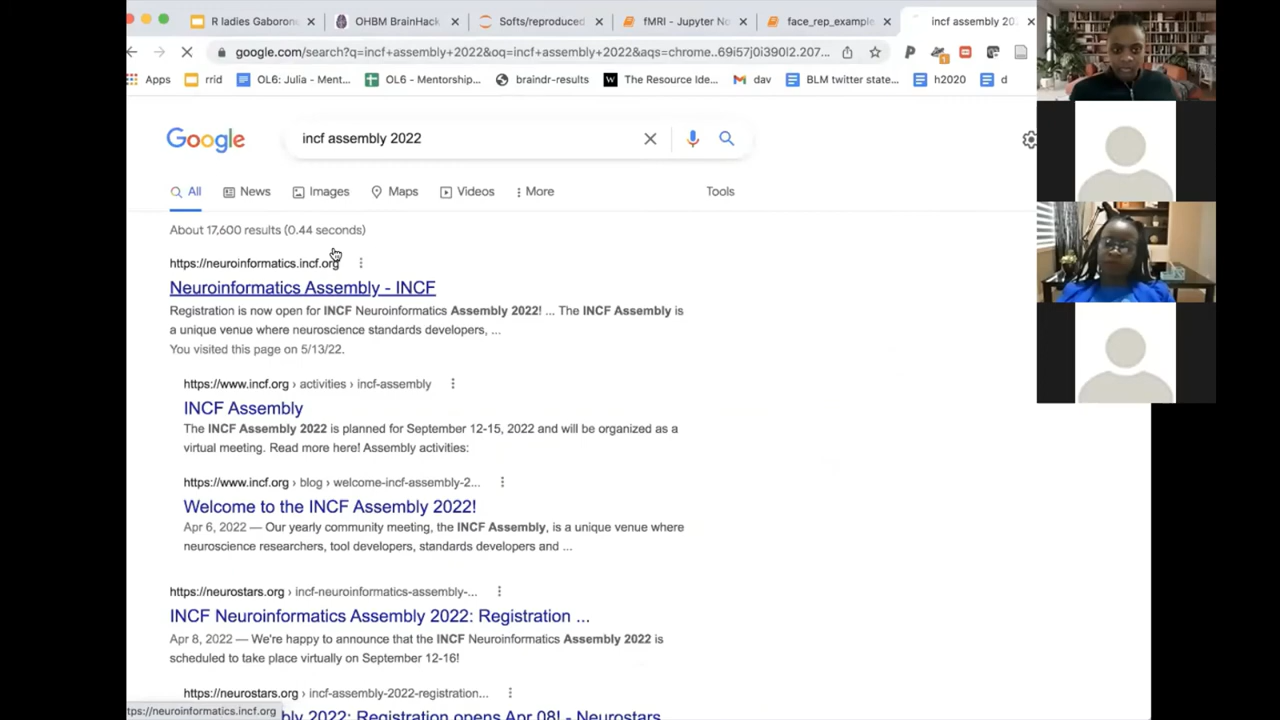 R ladies Gaborone
OHBM BrainHack
Softs/reproduced
fMRI - Jupyter No
face_rep_example
incf assembly 20
google.com/search?q=incf+assembly+2022&oq=incf+assembly+2022&aqs=chrome..69i57j0i390l2.207...
Apps
rrid
OL6: Julia - Ment...
OL6 - Mentorship...
braindr-results
The Resource Ide...
dav
BLM twitter state...
h2020
d
Google
incf assembly 2022
All
News
Images
Maps
Videos
More
Tools
About 17,600 results (0.44 seconds)
https://neuroinformatics.incf.org
Neuroinformatics Assembly - INCF
Registration is now open for INCF Neuroinformatics Assembly 2022! ... The INCF Assembly is
a unique venue where neuroscience standards developers, ...
You visited this page on 5/13/22.
https://www.incf.org › activities › incf-assembly
INCF Assembly
The INCF Assembly 2022 is planned for September 12-15, 2022 and will be organized as a
virtual meeting. Read more here! Assembly activities:
https://www.incf.org › blog › welcome-incf-assembly-2...
Welcome to the INCF Assembly 2022!
Apr 6, 2022 — Our yearly community meeting, the INCF Assembly, is a unique venue where
neuroscience researchers, tool developers, standards developers and ...
https://neurostars.org › incf-neuroinformatics-assembly-...
INCF Neuroinformatics Assembly 2022: Registration ...
Apr 8, 2022 — We're happy to announce that the INCF Neuroinformatics Assembly 2022 is
scheduled to take place virtually on September 12-16!
https://neurostars.org › incf-assembly-2022-registration...
bly 2022: Registration opens Apr 08! - Neurostars
ttps://neuroinformatics.incf.org